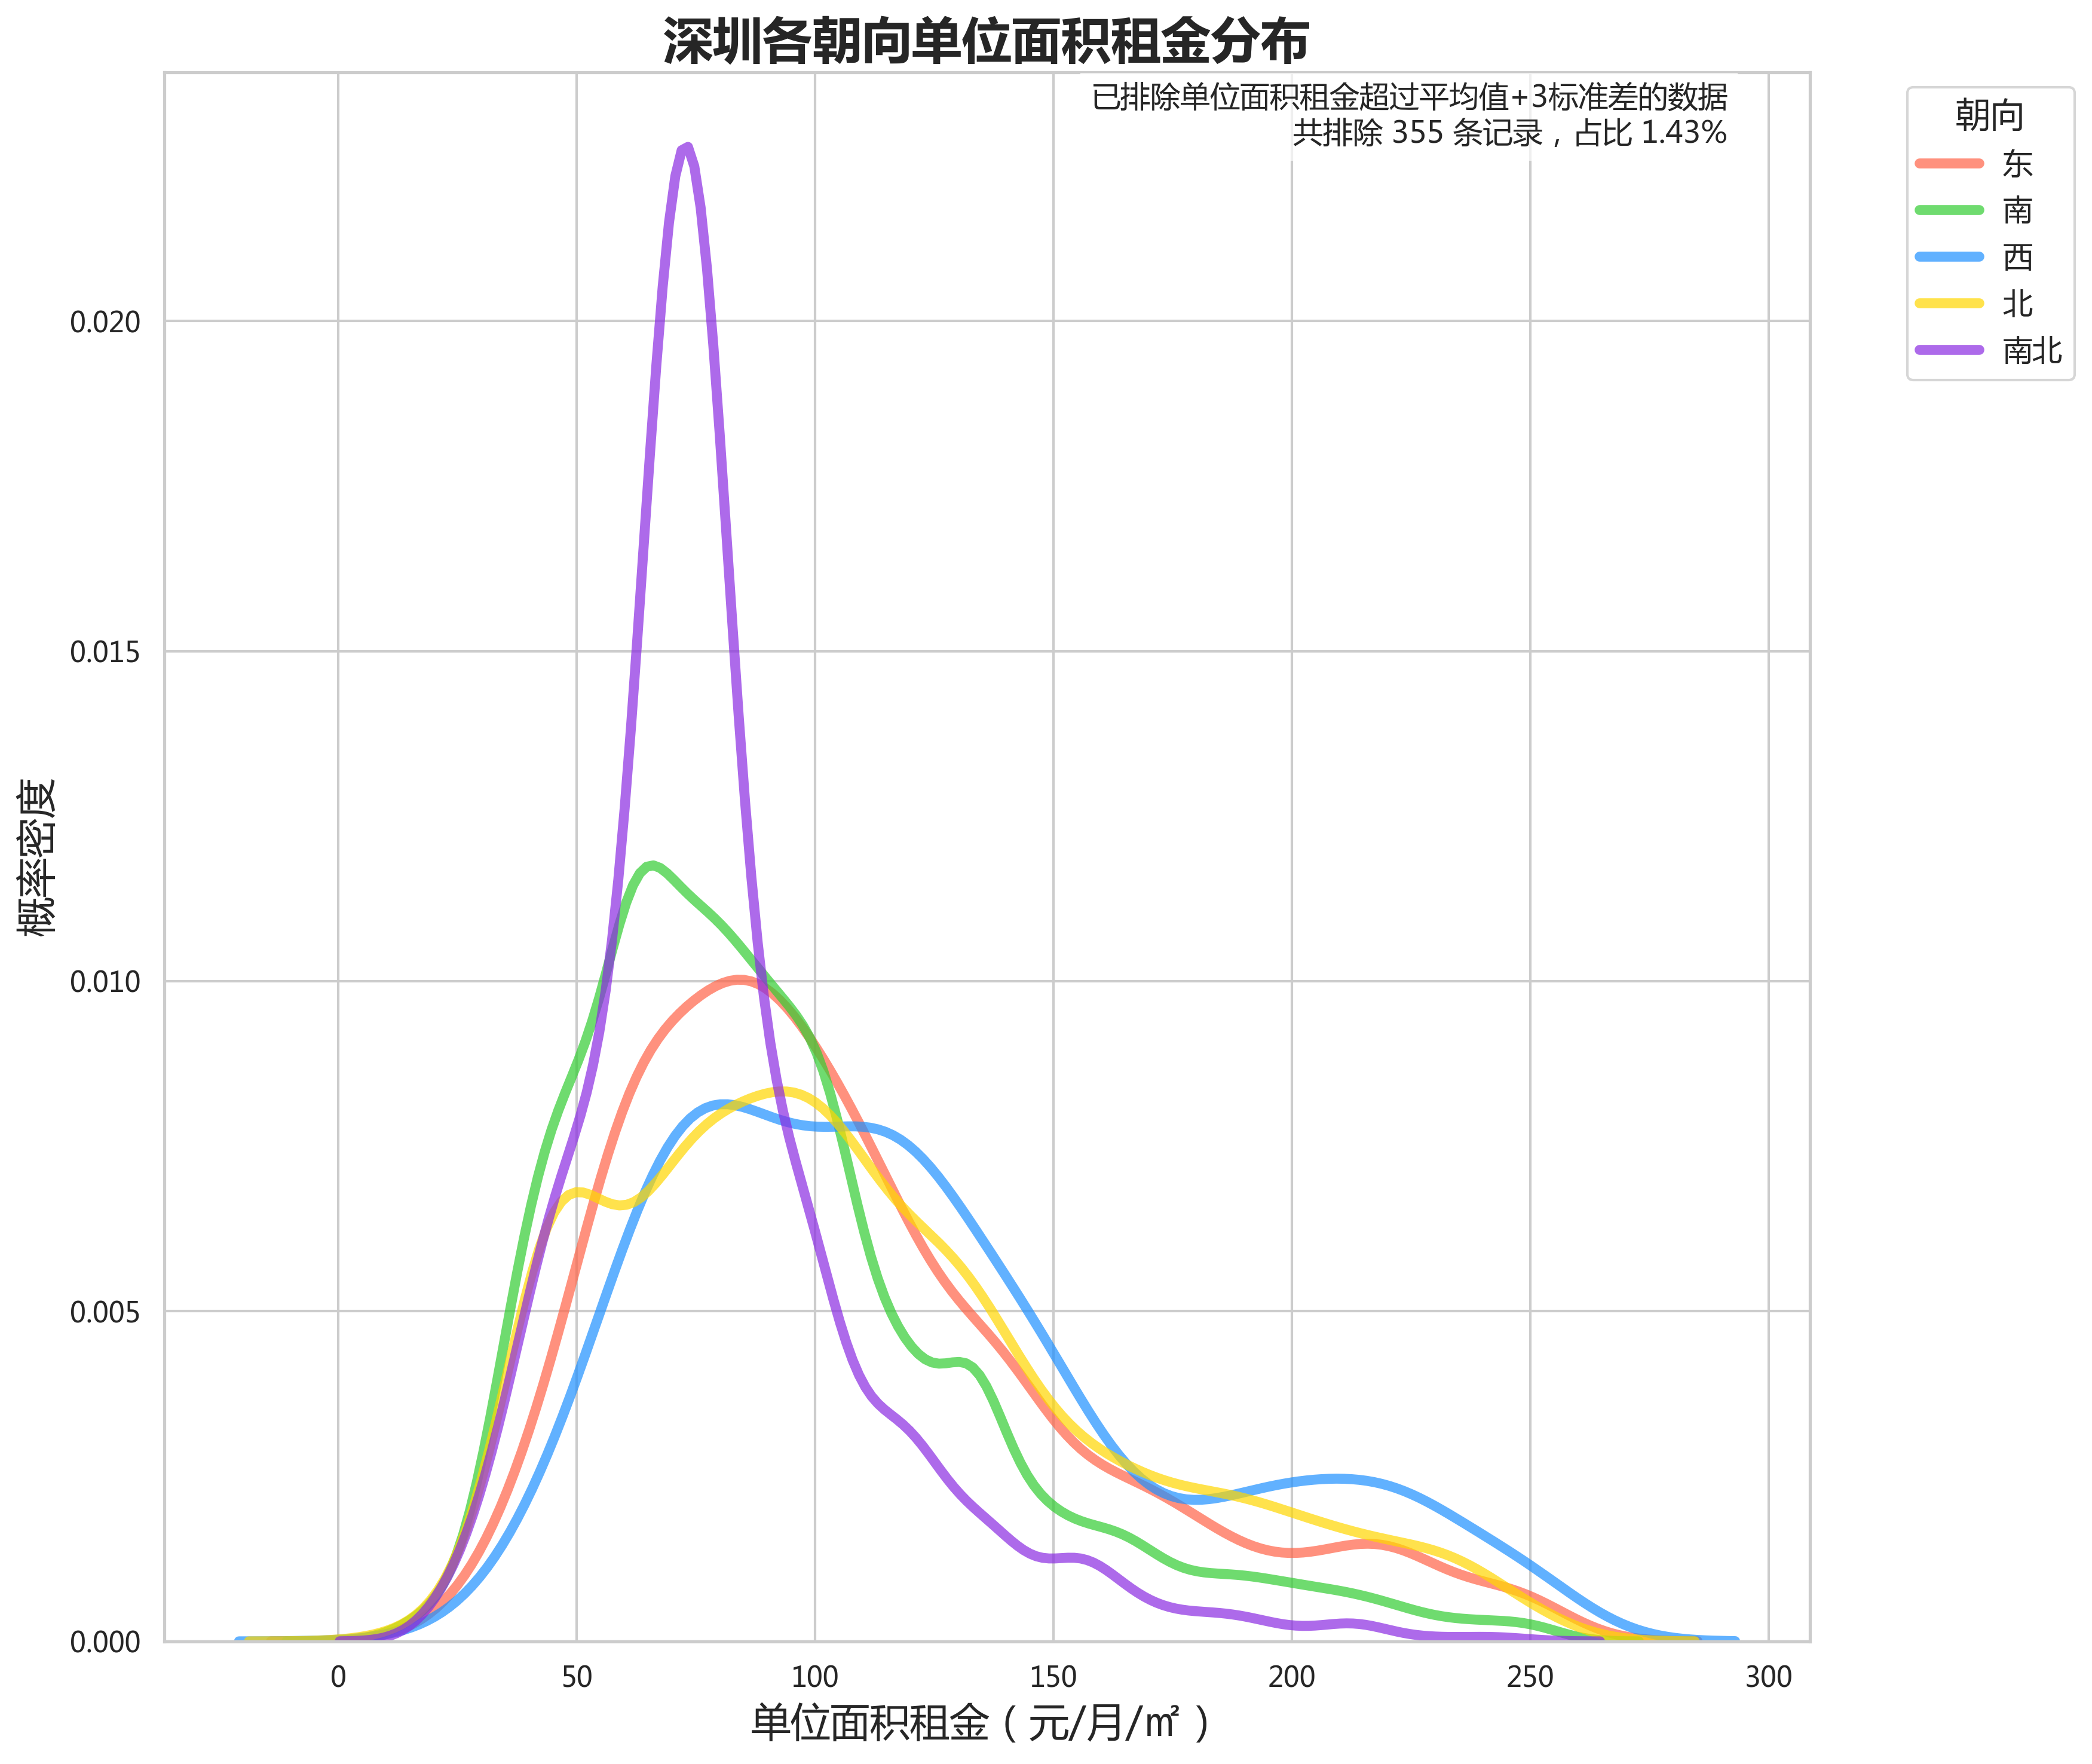 深圳各朝向单位面积租金分布
已排除单位面积租金超过平均值+3标准差的数据
共排除 355 条记录，占比 1.43%
朝向
东
南
西
北
南北
概率密度
0.020
0.015
0.010
0.005
0.000
0
50
100
150
200
250
300
单位面积租金（元/月/㎡）